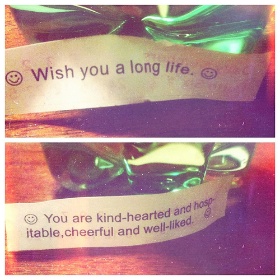 Wish you a long life.
You are kind-hearted and hosp-
itable,cheerful and well-liked.